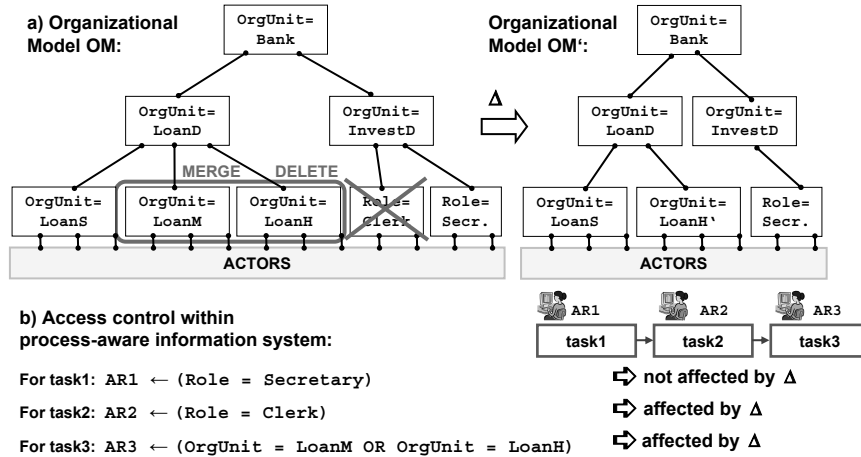 a) Organizational
Model OM:
OrgUnit=
Bank
OrgUnit=
LoanD
OrgUnit=
InvestD
MERGE
DELETE
OrgUnit=
LoanS
OrgUnit=
LoanM
OrgUnit=
LoanH
Role=
Clerk
Role=
Secr.
ACTORS
Δ
Organizational
Model OM‘:
OrgUnit=
Bank
OrgUnit=
LoanD
OrgUnit=
InvestD
OrgUnit=
LoanS
OrgUnit=
LoanH‘
Role=
Secr.
ACTORS
b) Access control within
process-aware information system:
AR1
AR2
AR3
task1
task2
task3
For task1: AR1 ← (Role = Secretary)
not affected by Δ
For task2: AR2 ← (Role = Clerk)
affected by Δ
For task3: AR3 ← (OrgUnit = LoanM OR OrgUnit = LoanH)
affected by Δ